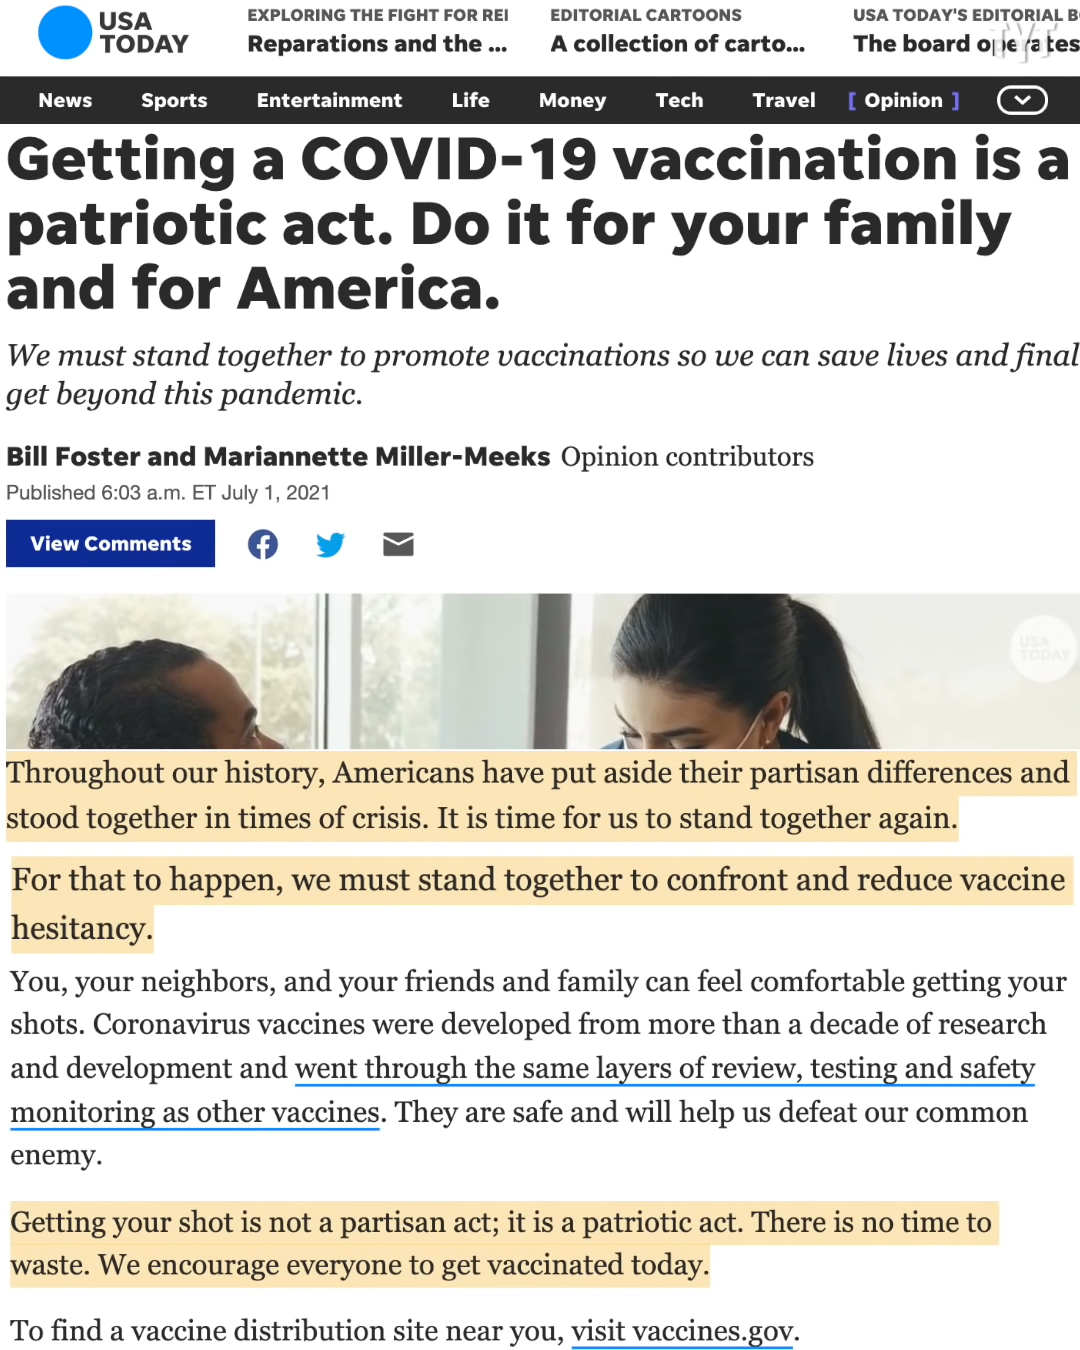 USA
TODAY
EXPLORING THE FIGHT FOR REI
Reparations and the ...
EDITORIAL CARTOONS
A collection of carto...
USA TODAY'S EDITORIAL B
The board operates
TYT
News Sports Entertainment Life Money Tech Travel [ Opinion ]
Getting a COVID-19 vaccination is a
patriotic act. Do it for your family
and for America.
We must stand together to promote vaccinations so we can save lives and final
get beyond this pandemic.
Bill Foster and Mariannette Miller-Meeks Opinion contributors
Published 6:03 a.m. ET July 1, 2021
View Comments
USA
TODAY
Throughout our history, Americans have put aside their partisan differences and
stood together in times of crisis. It is time for us to stand together again.
For that to happen, we must stand together to confront and reduce vaccine
hesitancy.
You, your neighbors, and your friends and family can feel comfortable getting your
shots. Coronavirus vaccines were developed from more than a decade of research
and development and went through the same layers of review, testing and safety
monitoring as other vaccines. They are safe and will help us defeat our common
enemy.
Getting your shot is not a partisan act; it is a patriotic act. There is no time to
waste. We encourage everyone to get vaccinated today.
To find a vaccine distribution site near you, visit vaccines.gov.